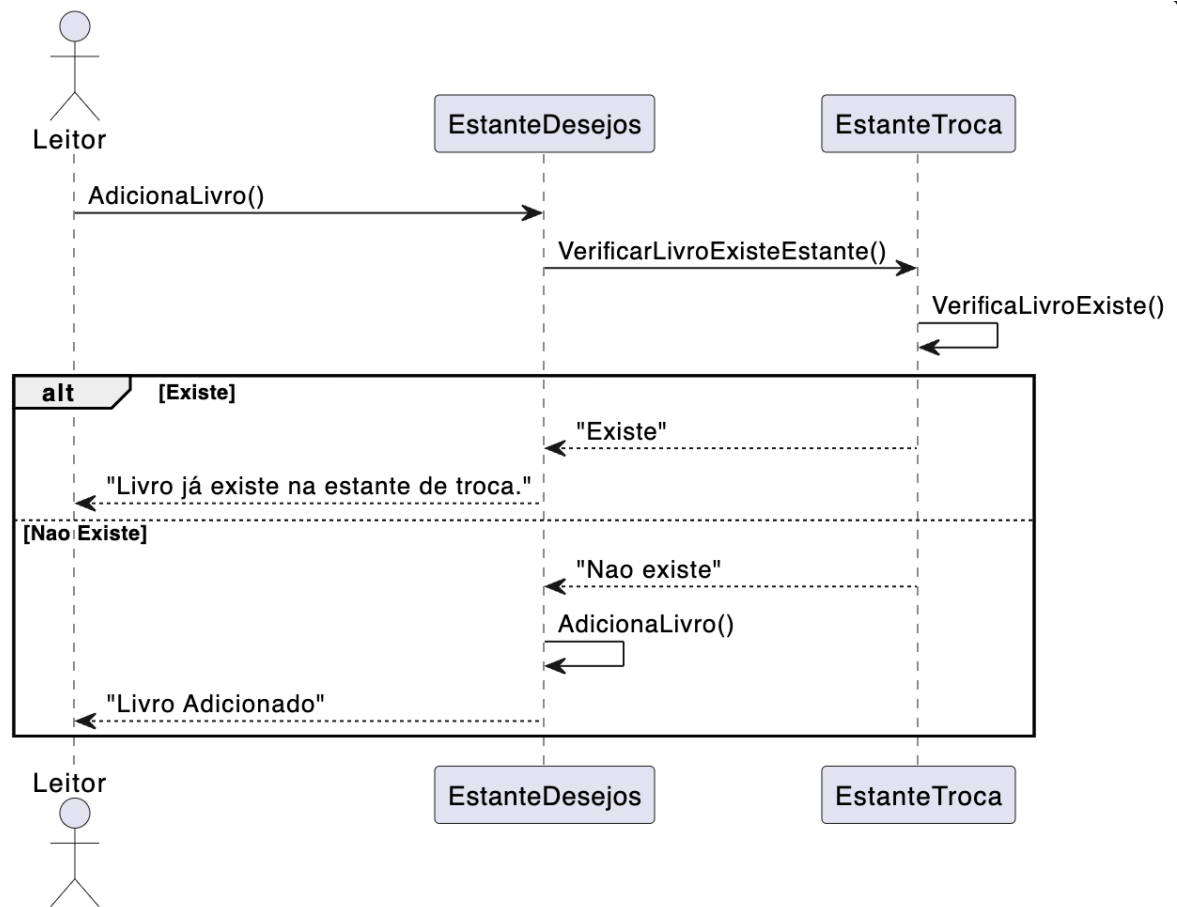 Leitor
EstanteDesejos
EstanteTroca
AdicionaLivro()
VerificarLivroExisteEstante()
VerificaLivroExiste()
alt
[Existe]
"Existe"
"Livro já existe na estante de troca."
[Nao Existe]
"Nao existe"
AdicionaLivro()
"Livro Adicionado"
Leitor
EstanteDesejos
EstanteTroca